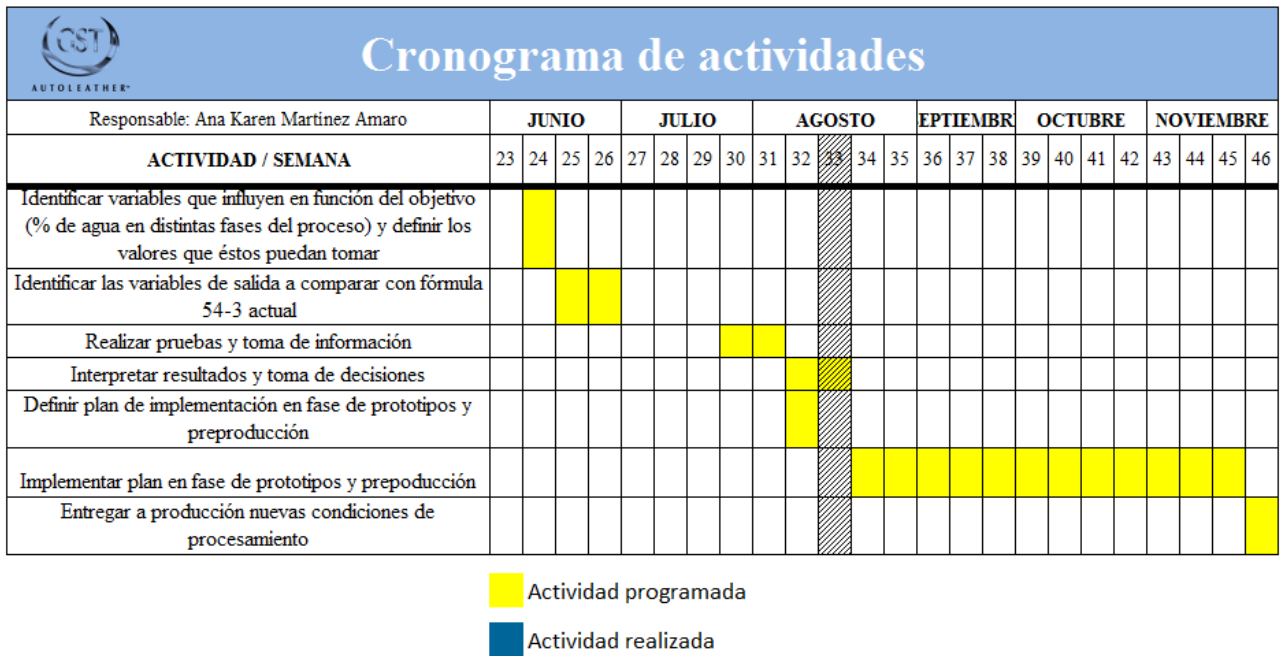 GST
AUTOLEATHER
Cronograma de actividades
Responsable: Ana Karen Martinez Amaro
JUNIO JULIO AGOSTO EPTIEMBRI OCTUBRE NOVIEMBRE
ACTIVIDAD / SEMANA 23 24 25 26 27 28 29 30 31 32 33 34 35 36 37 38 39 40 41 42 43 44 45 46
Identificar variables que influyen en función del objetivo
(% de agua en distintas fases del proceso) y definir los
valores que éstos puedan tomar
Identificar las variables de salida a comparar con fórmula
54-3 actual
Realizar pruebas y toma de información
Interpretar resultados y toma de decisiones
Definir plan de implementación en fase de prototipos y
preproducción
Implementar plan en fase de prototipos y prepoducción
Entregar a producción nuevas condiciones de
procesamiento
Actividad programada
Actividad realizada